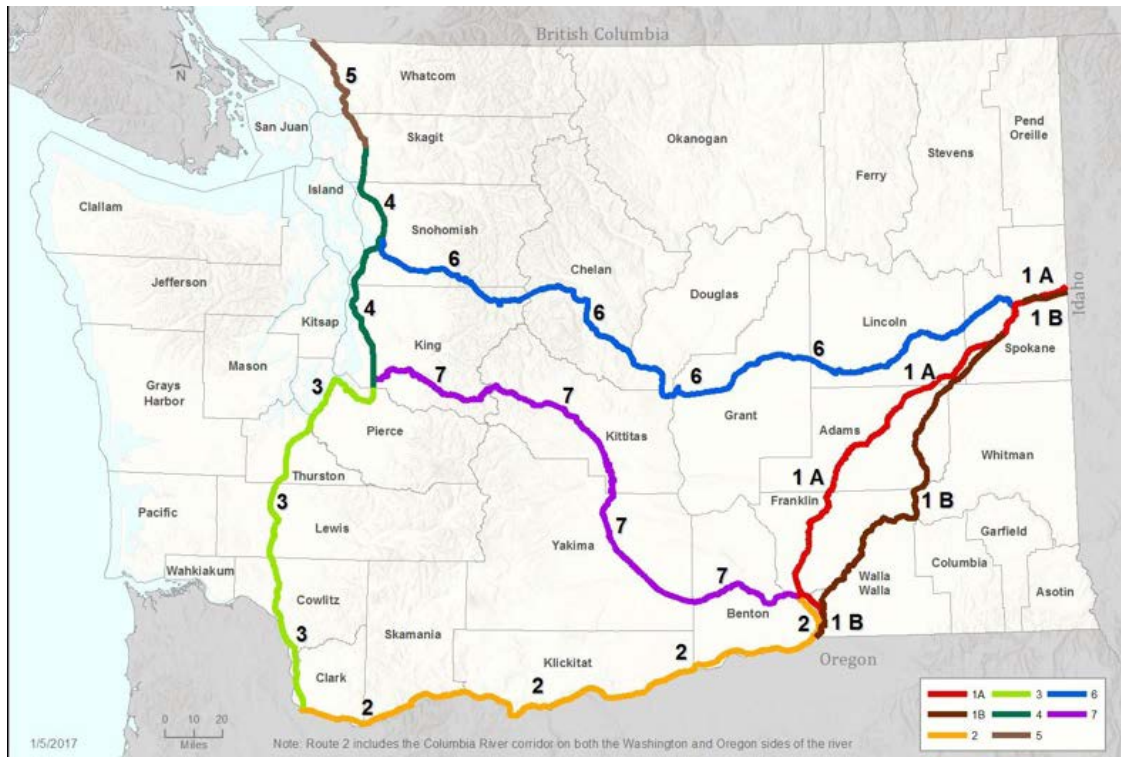 British Columbia
N
5
Whatcom
San Juan
Skagit
Okanogan
Pend
Oreille
Stevens
Ferry
Island
Clallam
4
Snohomish
6
Chelan
Jefferson
Douglas
1 A
Idaho
Kitsap
4
6
Lincoln
1 B
King
6
Spokane
Mason
7
6
1 A
3
Grays
Harbor
7
Grant
Kittitas
Pierce
Adams
Whitman
Thurston
1 A
3
Franklin
1 B
Pacific
Lewis
7
Garfield
Yakima
Columbia
Wahkiakum
7
Walla
Walla
Asotin
Cowlitz
Benton
Skamania
2
1 B
3
2
Oregon
Klickitat
Clark
2
2
1A
3
6
1B
4
7
2
5
0 10 20
Miles
1/5/2017
Note: Route 2 includes the Columbia River corridor on both the Washington and Oregon sides of the river